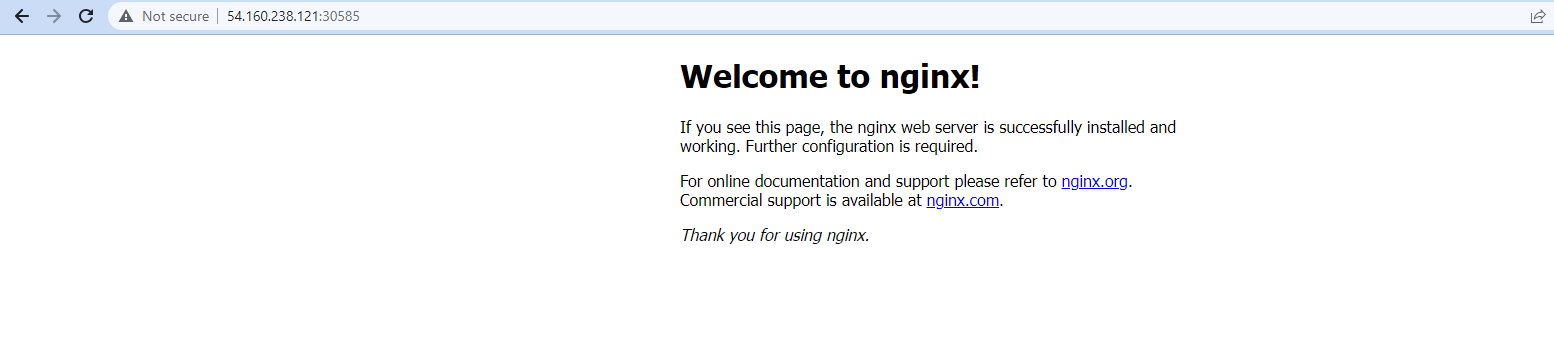 Not secure 54.160.238.121:30585
Welcome to nginx!
If you see this page, the nginx web server is successfully installed and
working. Further configuration is required.
For online documentation and support please refer to nginx.org.
Commercial support is available at nginx.com.
Thank you for using nginx.